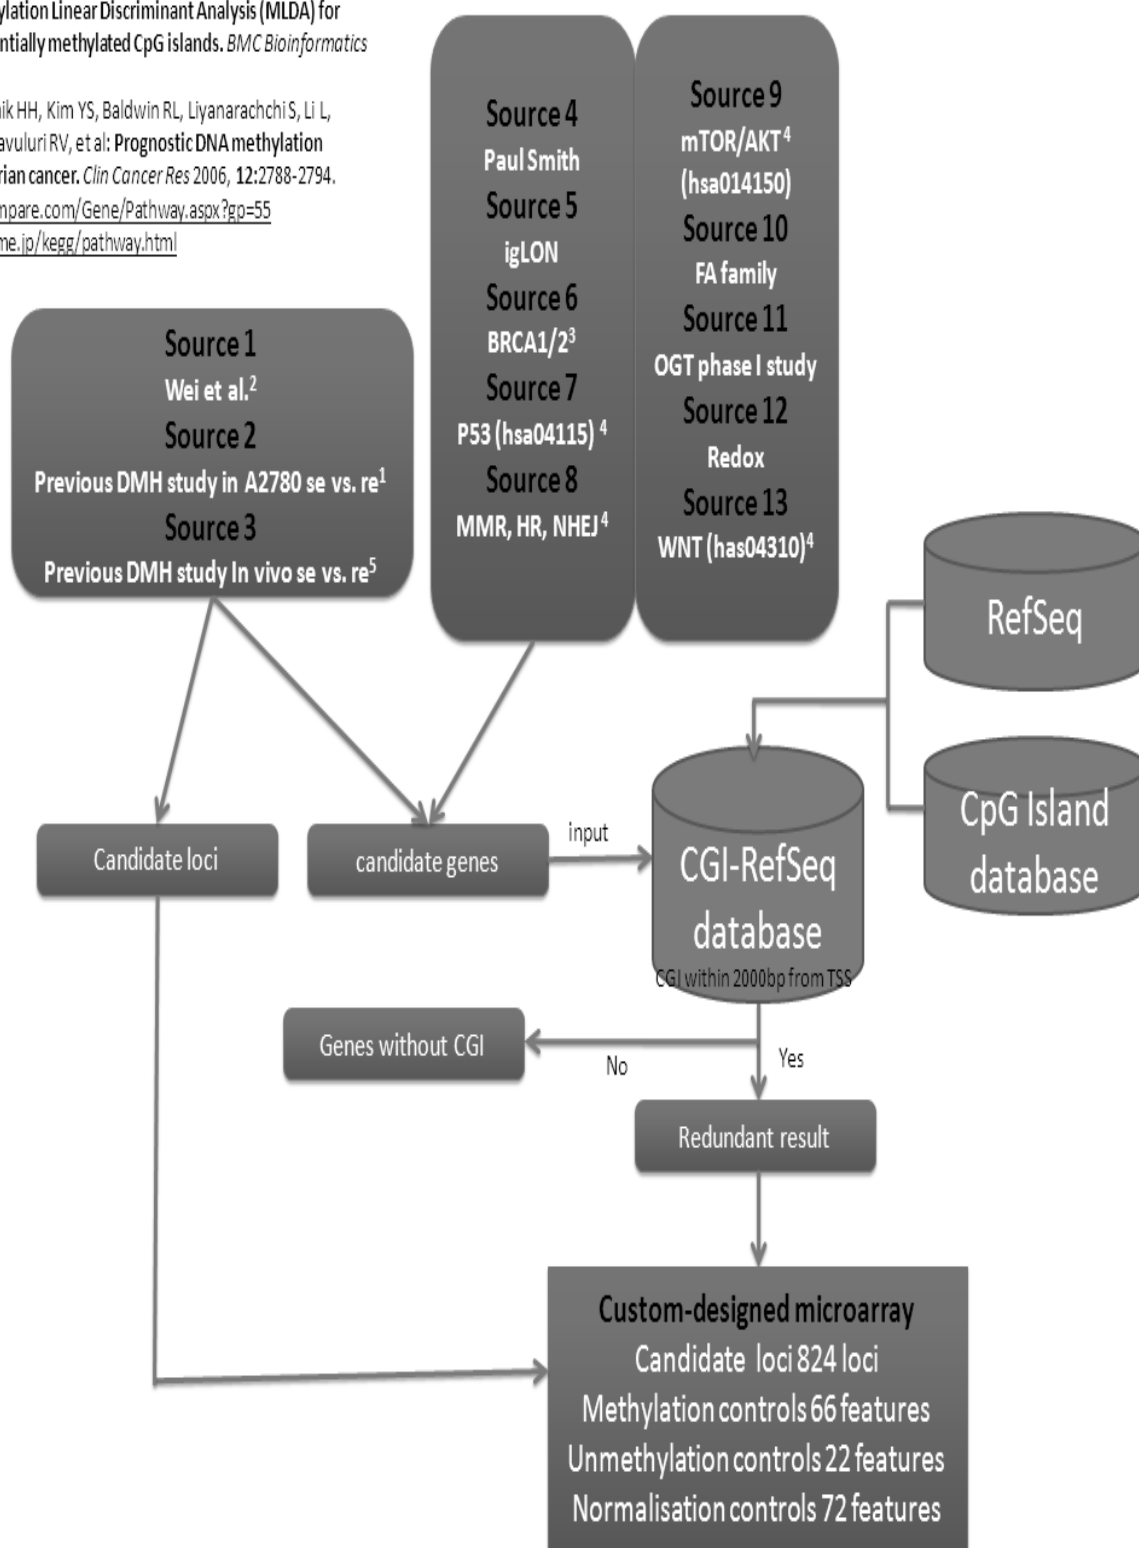 ylation Linear Discriminant Analysis (MLDA) for
entially methylated CpG islands. BMC Bioinformatics
ik HH, Kim YS, Baldwin RL, Liyanarachchi S, Li L,
avuluri RV, et al: Prognostic DNA methylation
rian cancer. Clin Cancer Res 2006, 12:2788-2794.
npare.com/Gene/Pathway.aspx?gp=55
me.jp/kegg/pathway.html
Source 1
Wei et al.2
Source 2
Previous DMH study in A2780 se vs. re1
Source 3
Previous DMH study In vivo se vs. re5
Source 4
Paul Smith
Source 5
igLON
Source 6
BRCA1/23
Source 7
P53 (hsa04115) 4
Source 8
MMR, HR, NHEJ 4
Source 9
mTOR/AKT 4
(hsa014150)
Source 10
FA family
Source 11
OGT phase I study
Source 12
Redox
Source 13
WNT (has04310)4
RefSeq
CpG Island
database
Candidate loci
candidate genes
input
CGI-RefSeq
database
CGI within 2000bp from TSS
Genes without CGI
No
Yes
Redundant result
Custom-designed microarray
Candidate loci 824 loci
Methylation controls 66 features
Unmethylation controls 22 features
Normalisation controls 72 features